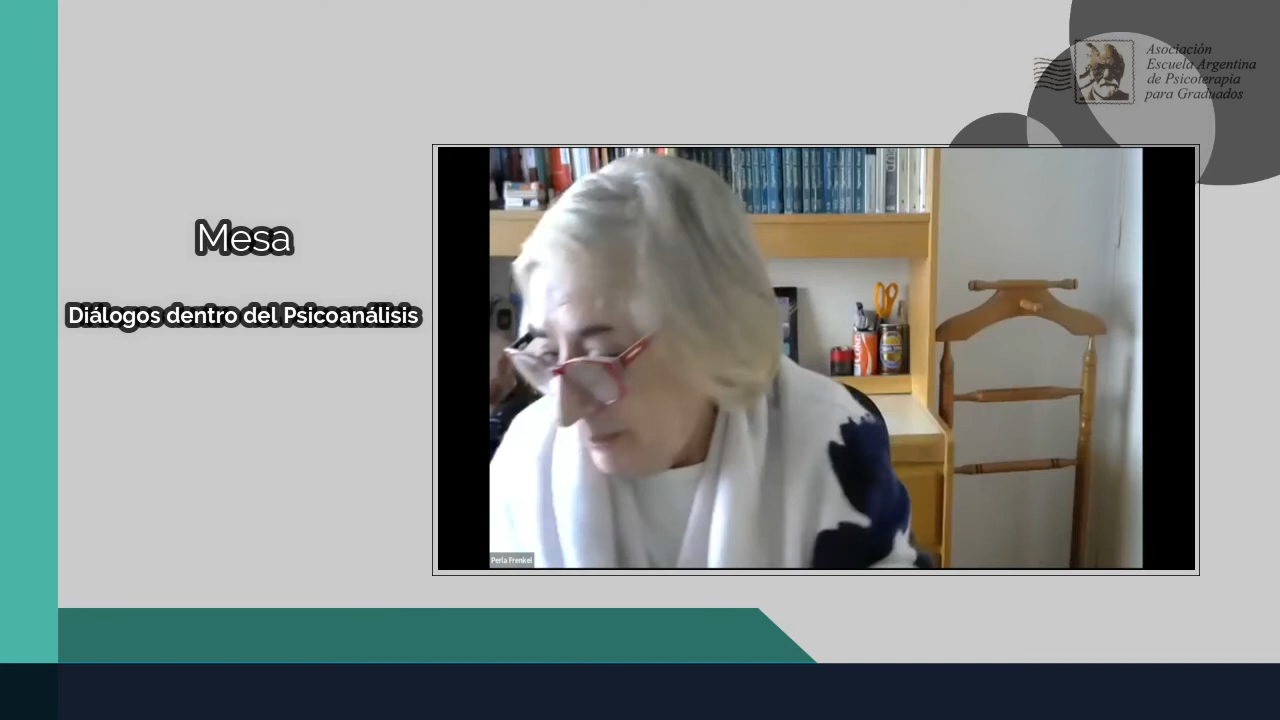 Asociación
Escuela Argentina
de Psicoterapia
para Graduados
Mesa
Diálogos dentro del Psicoanálisis
Perla Frenkel